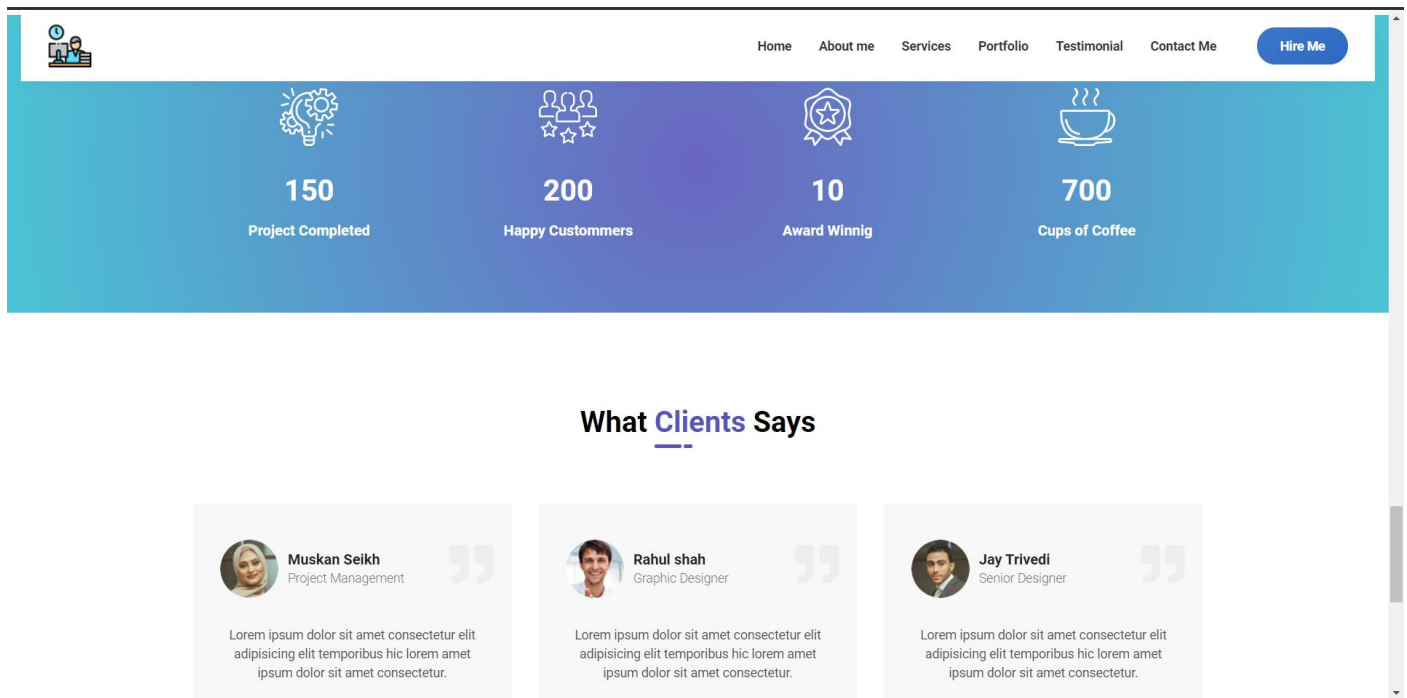 Home About me Services Portfolio Testimonial Contact Me Hire Me
150 200 10 700
Project Completed Happy Custommers Award Winnig Cups of Coffee
What Clients Says
Muskan Seikh
Project Management
Lorem ipsum dolor sit amet consectetur elit
adipisicing elit temporibus hic lorem amet
ipsum dolor sit amet consectetur.
Rahul shah
Graphic Designer
Lorem ipsum dolor sit amet consectetur elit
adipisicing elit temporibus hic lorem amet
ipsum dolor sit amet consectetur.
Jay Trivedi
Senior Designer
Lorem ipsum dolor sit amet consectetur elit
adipisicing elit temporibus hic lorem amet
ipsum dolor sit amet consectetur.